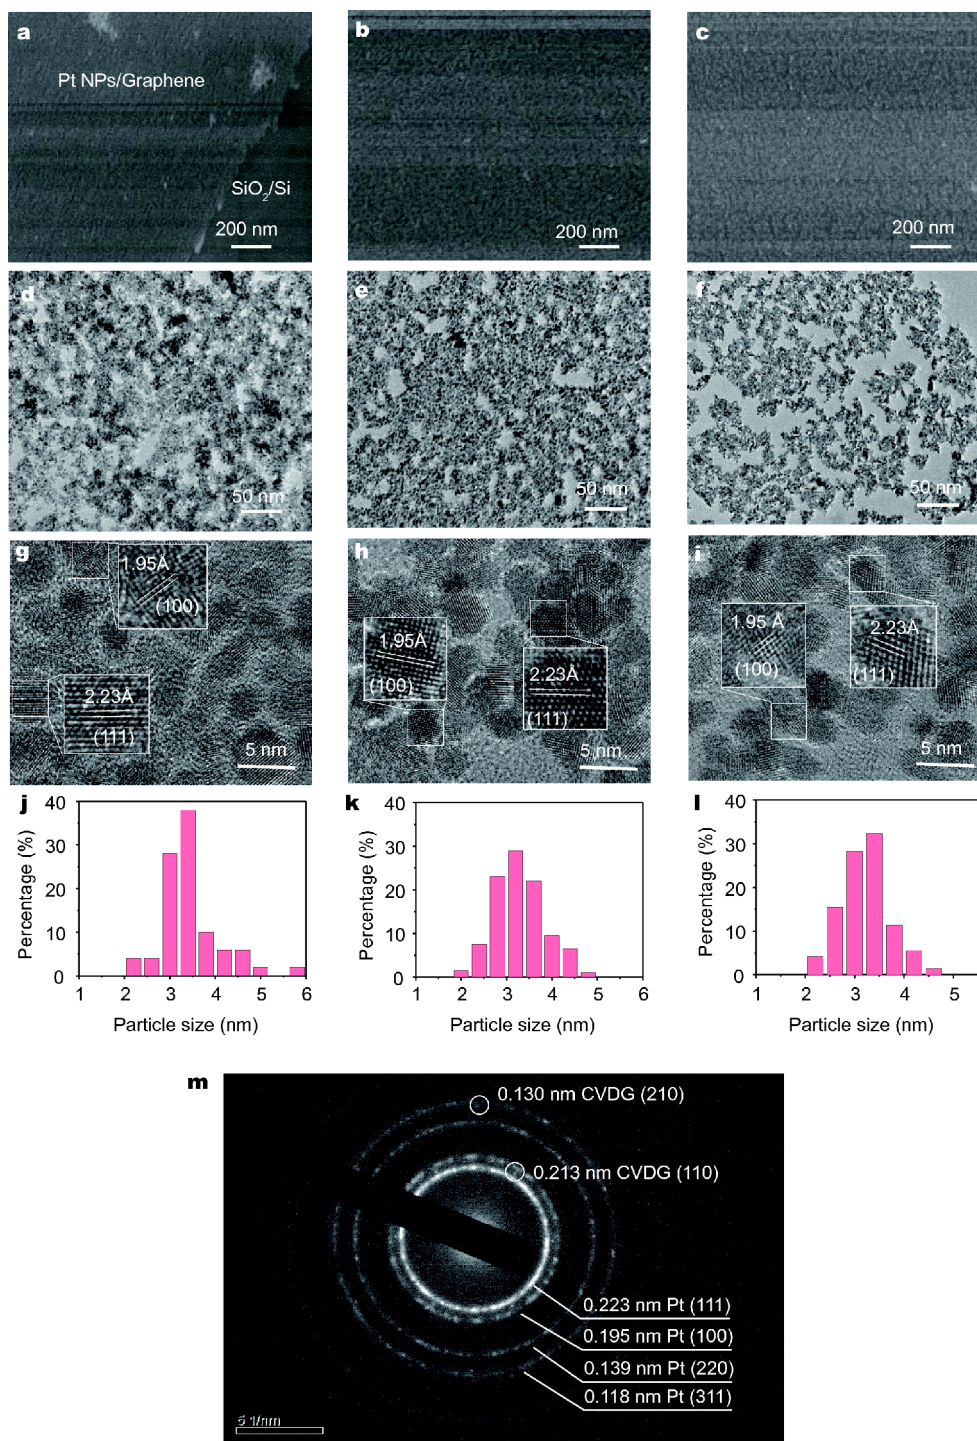 a
Pt NPs/Graphene
SiO2/Si
200 nm
b
200 nm
c
200 nm
d
50 nm
e
50 nm
f
50 nm
g
1.95Å
(100)
2.23Å
(111)
5 nm
h
1.95Å
(100)
2.23Å
(111)
5 nm
i
1.95 Å
(100)
2.23Å
(111)
5 nm
j
40
30
20
10
0
Percentage (%)
1 2 3 4 5 6
Particle size (nm)
k
40
30
20
10
0
Percentage (%)
1 2 3 4 5 6
Particle size (nm)
l
40
30
20
10
0
Percentage (%)
1 2 3 4 5
Particle size (nm)
m
0.130 nm CVDG (210)
0.213 nm CVDG (110)
0.223 nm Pt (111)
0.195 nm Pt (100)
0.139 nm Pt (220)
0.118 nm Pt (311)
5 1/nm